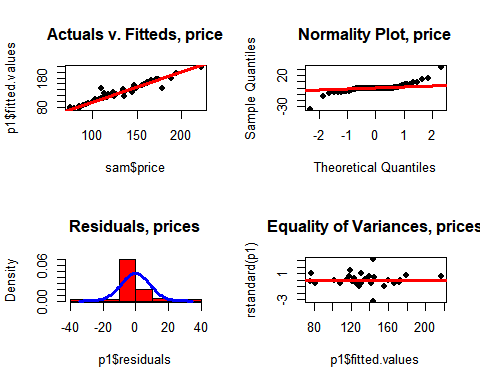 Actuals v. Fitteds, price
p1$fitted.values
80 180
100 150 200
sam$price
Normality Plot, price
Sample Quantiles
-30 20
-2 -1 0 1 2
Theoretical Quantiles
Residuals, prices
Density
0.00 0.06
-40 -20 0 20 40
p1$residuals
Equality of Variances, prices
rstandard(p1)
-3 1
80 120 160 200
p1$fitted.values